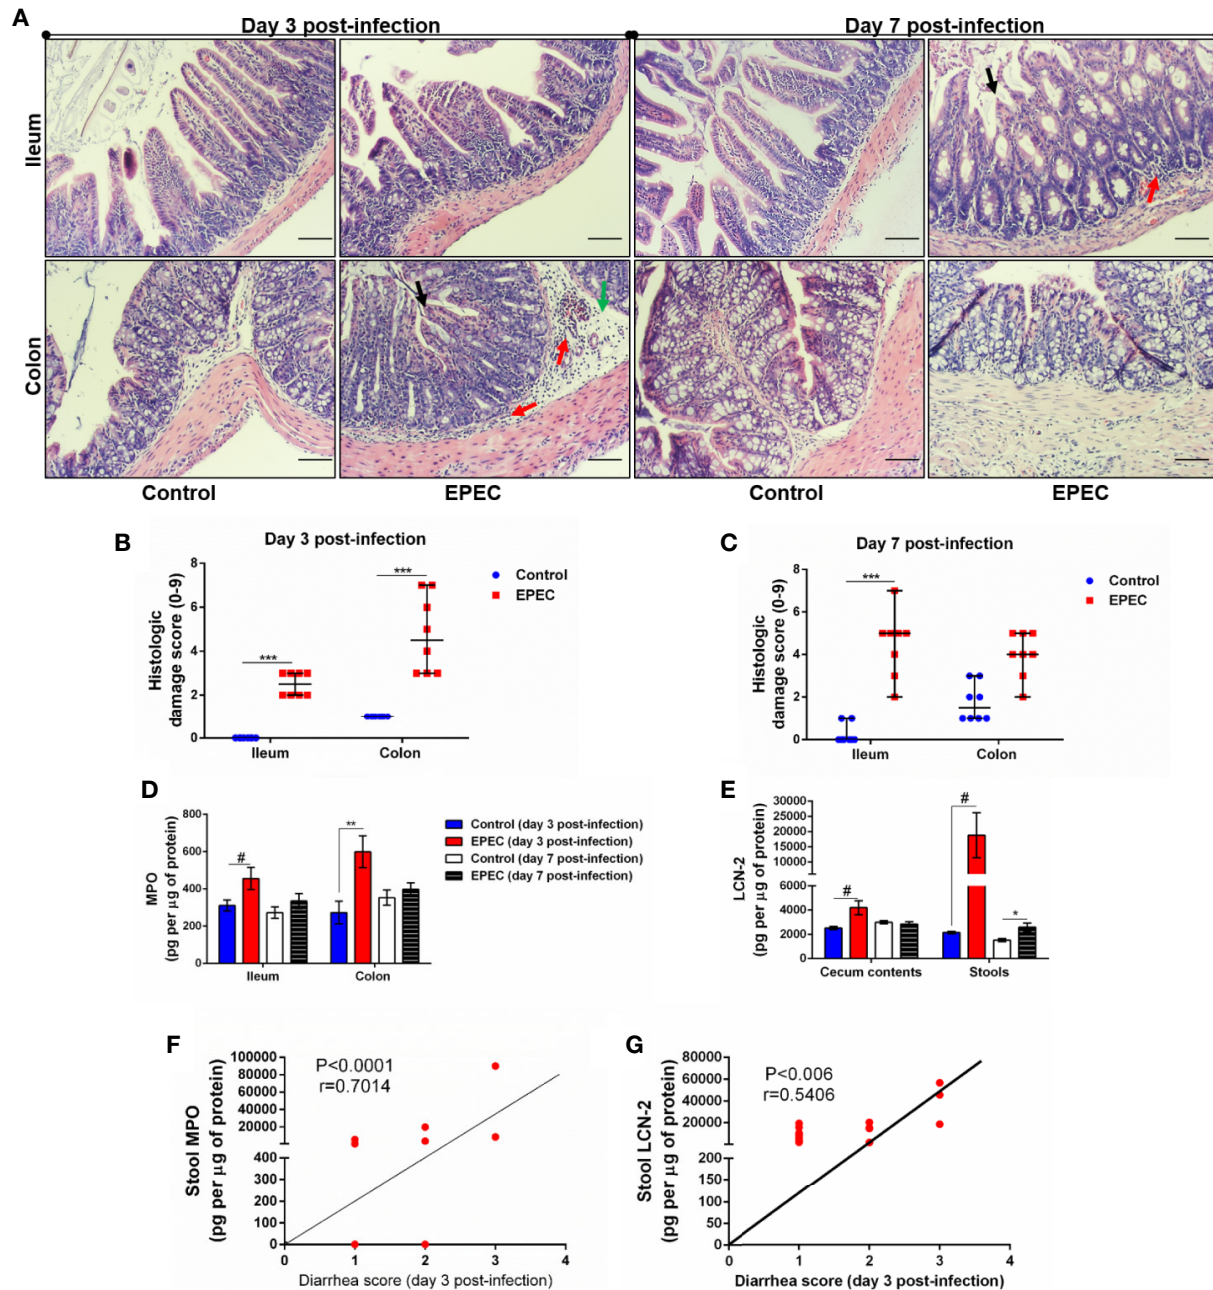 A
Day 3 post-infection
Day 7 post-infection
Ileum
Colon
Control
EPEC
Control
EPEC
B
Day 3 post-infection
Histologic
damage score (0-9)
8
6
4
2
0
***
***
Ileum
Colon
Control
EPEC
C
Day 7 post-infection
Histologic
damage score (0-9)
8
6
4
2
0
***
Ileum
Colon
Control
EPEC
D
MPO
(pg per μg of protein)
800
600
400
200
0
#
**
Ileum
Colon
Control (day 3 post-infection)
EPEC (day 3 post-infection)
Control (day 7 post-infection)
EPEC (day 7 post-infection)
E
LCN-2
(pg per μg of protein)
30000
25000
20000
15000
10000
6000
4000
2000
0
#
#
*
Cecum contents
Stools
F
P<0.0001
r=0.7014
Stool MPO
(pg per μg of protein)
100000
80000
60000
40000
20000
400
300
200
100
0
0
1
2
3
4
Diarrhea score (day 3 post-infection)
G
P<0.006
r=0.5406
Stool LCN-2
(pg per μg of protein)
80000
60000
40000
20000
200
150
100
50
0
0
1
2
3
4
Diarrhea score (day 3 post-infection)